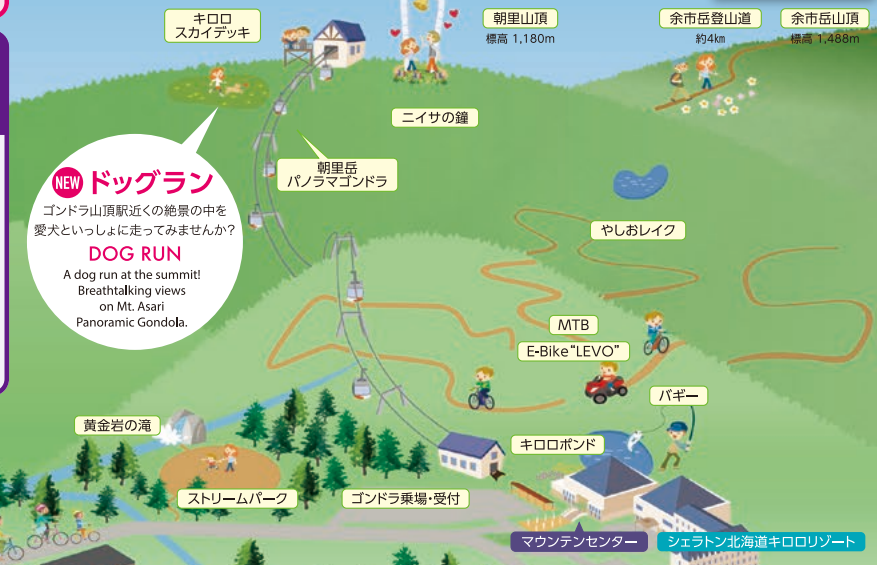 キロロ
スカイデッキ
朝里山頂
標高 1,180m
余市岳登山道
約4km
余市岳山頂
標高 1,488m
ニイサの鐘
朝里岳
パノラマゴンドラ
NEW ドッグラン
ゴンドラ山頂駅近くの絶景の中を
愛犬といっしょに走ってみませんか?
DOG RUN
A dog run at the summit!
Breathtalking views
on Mt. Asari
Panoramic Gondola.
やしおレイク
MTB
E-Bike“LEVO”
バギー
黄金岩の滝
キロロポンド
ストリームパーク
ゴンドラ乗場・受付
マウンテンセンター
シェラトン北海道キロロリゾート